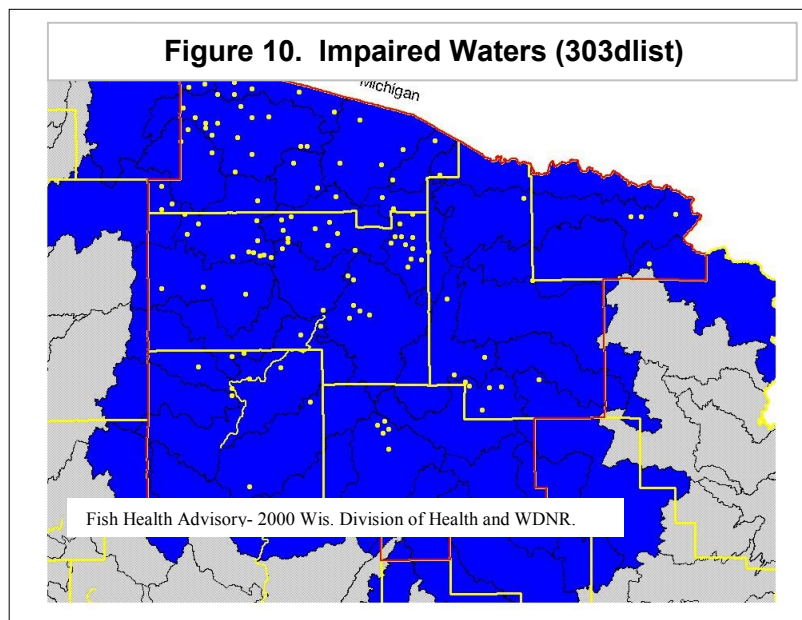 Figure 10.  Impaired Waters (303dlist)
Michigan
Fish Health Advisory- 2000 Wis. Division of Health and WDNR.